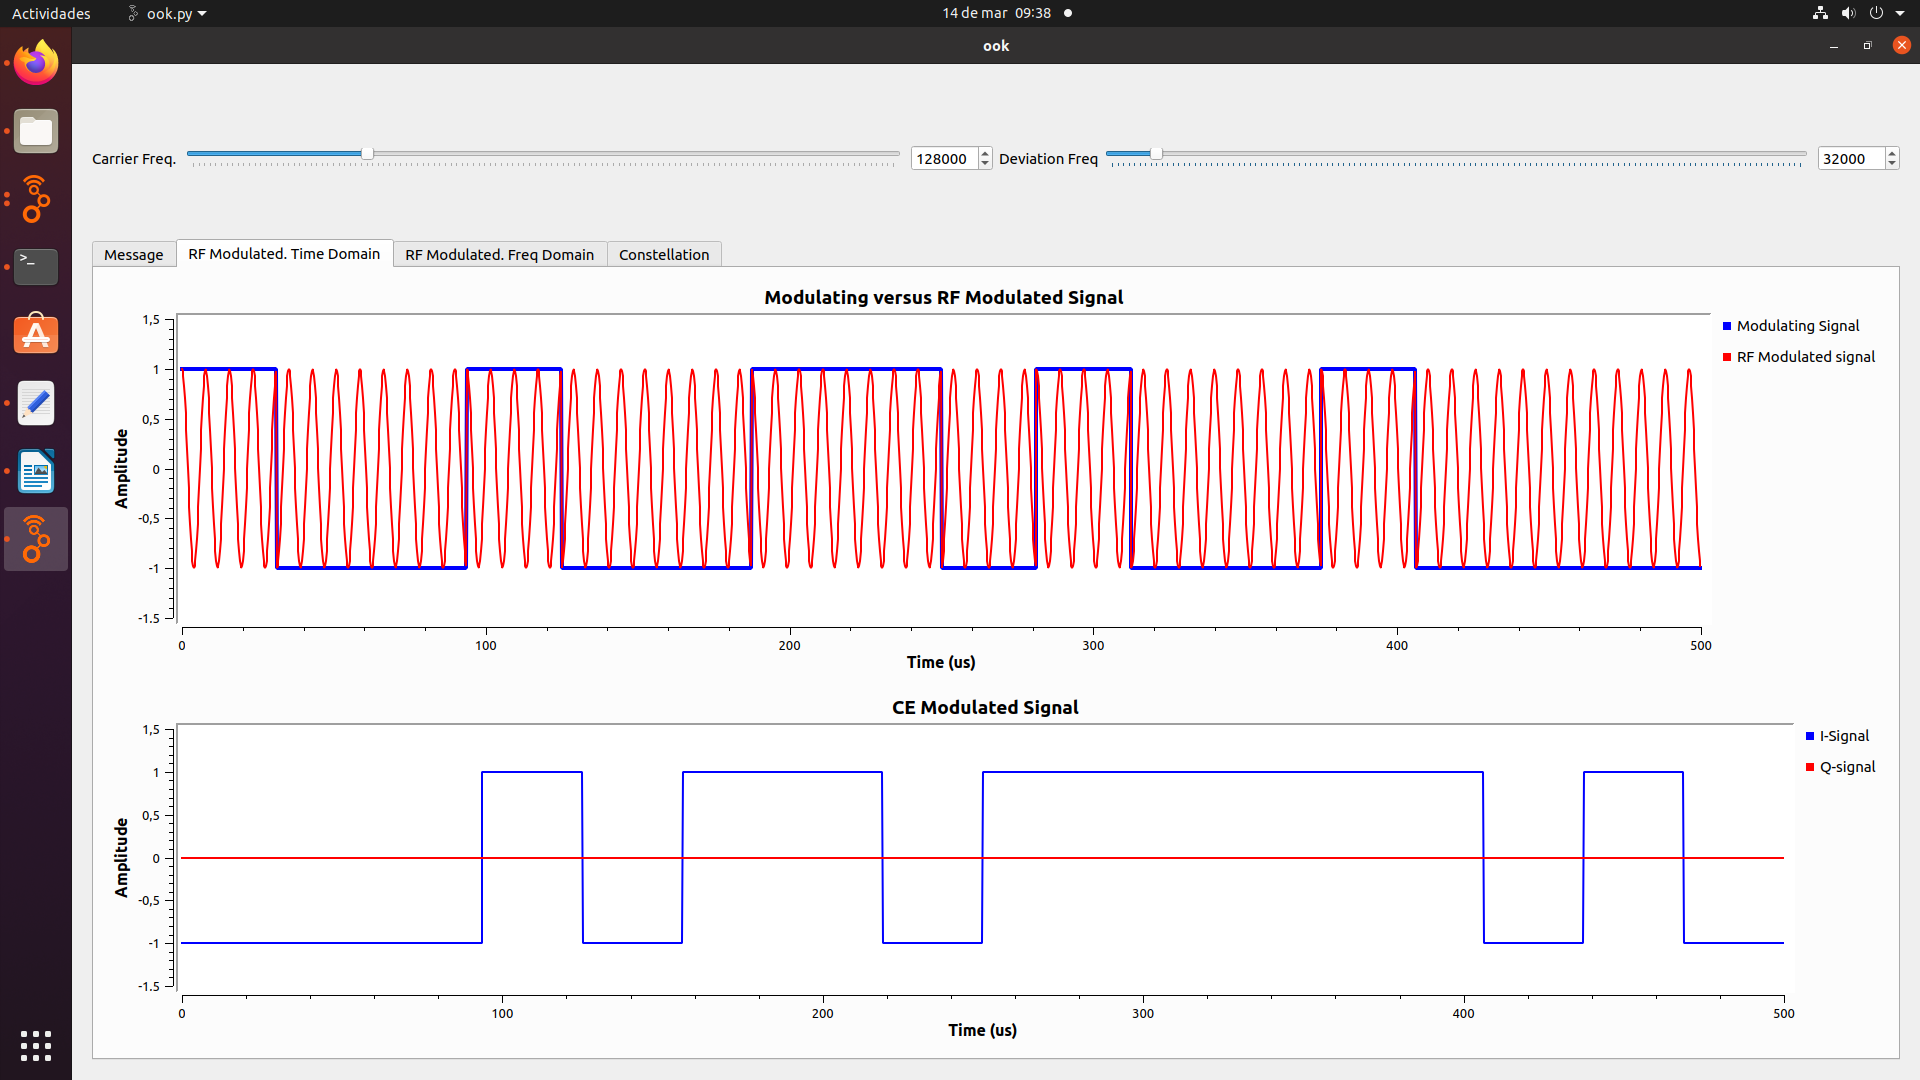 Actividades
ook.py
14 de mar 09:38
ook
Carrier Freq.
128000
Deviation Freq
32000
Message
RF Modulated. Time Domain
RF Modulated. Freq Domain
Constellation
Modulating versus RF Modulated Signal
1,5
1
0,5
0
-0,5
-1
-1.5
Amplitude
0
100
200
300
400
500
Time (us)
Modulating Signal
RF Modulated signal
CE Modulated Signal
1,5
1
0,5
0
-0,5
-1
-1.5
Amplitude
0
100
200
300
400
500
Time (us)
I-Signal
Q-signal